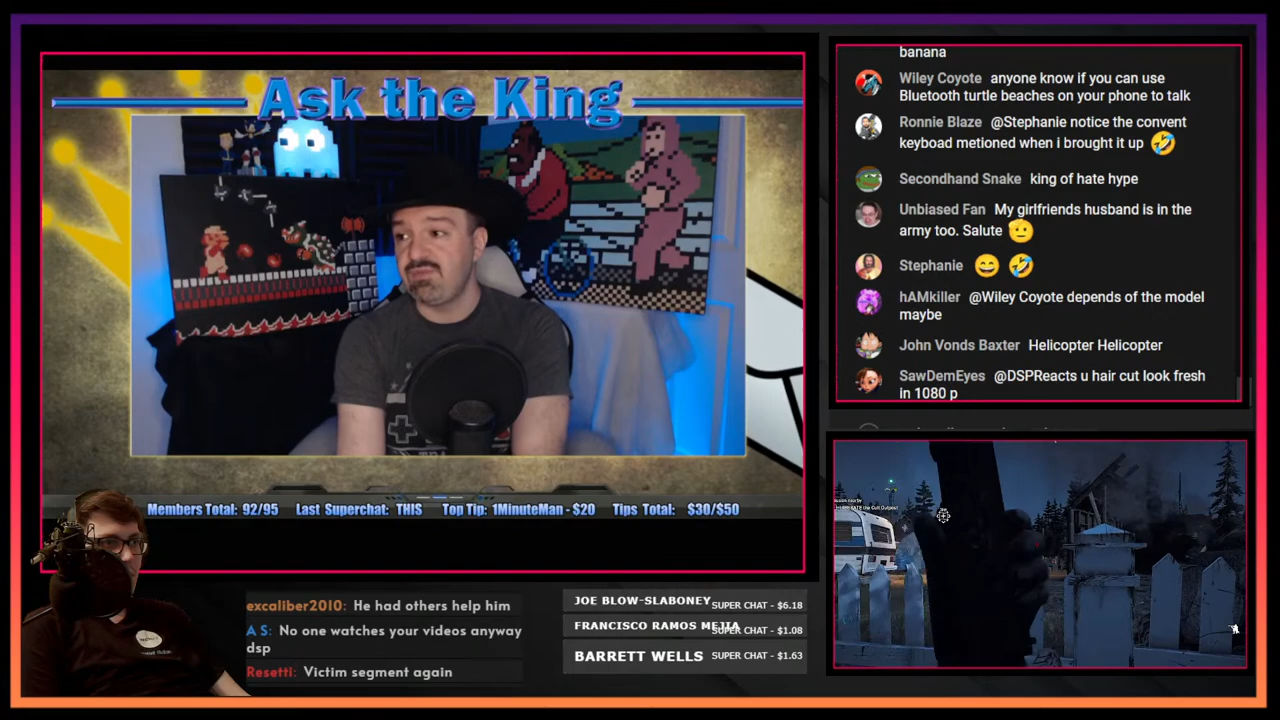 Ask the King
Members Total: 92/95 Last Superchat: THIS Top Tip: 1MinuteMan - $20 Tips Total: $30/$50
banana
Wiley Coyote anyone know if you can use
Bluetooth turtle beaches on your phone to talk
Ronnie Blaze @Stephanie notice the convent
keyboad metioned when i brought it up 🤣
Secondhand Snake king of hate hype
Unbiased Fan My girlfriends husband is in the
army too. Salute 🫡
Stephanie 😄 🤣
hAMkiller @Wiley Coyote depends of the model
maybe
John Vonds Baxter Helicopter Helicopter
SawDemEyes @DSPReacts u hair cut look fresh
in 1080 p
excaliber2010: He had others help him
A S: No one watches your videos anyway
dsp
Resetti: Victim segment again
JOE BLOW-SLABONEY SUPER CHAT - $6.18
FRANCISCO RAMOS MEJIA SUPER CHAT - $1.08
BARRETT WELLS SUPER CHAT - $1.63
the Cult Outpost